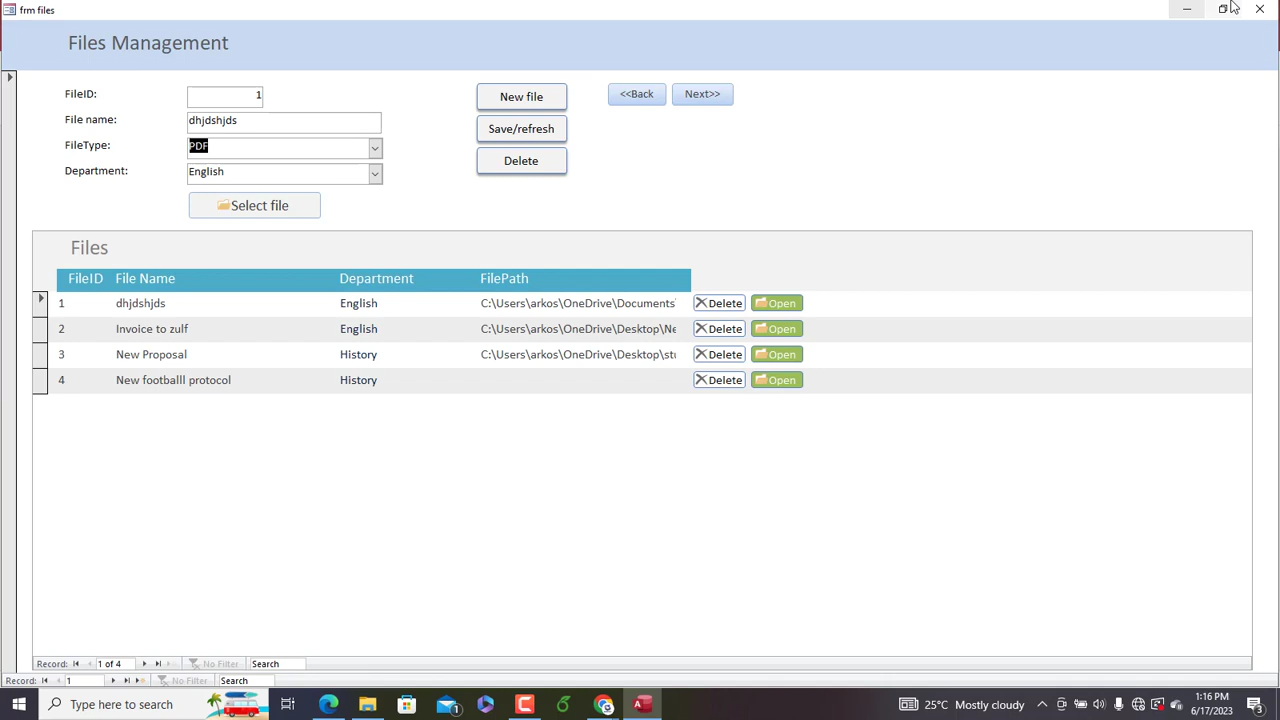 frm files
Files Management
FileID: 1
File name: dhjdshjds
FileType: PDF
Department: English
Select file
New file
Save/refresh
Delete
<<Back Next>>
Files
FileID File Name Department FilePath
1 dhjdshjds English C:\Users\arkos\OneDrive\Documents Delete Open
2 Invoice to zulf English C:\Users\arkos\OneDrive\Desktop\Ne Delete Open
3 New Proposal History C:\Users\arkos\OneDrive\Desktop\stu Delete Open
4 New footballl protocol History Delete Open
Record: 1 of 4 No Filter Search
Record: 1 No Filter Search
Type here to search
1
25°C Mostly cloudy
1:16 PM
6/17/2023
3